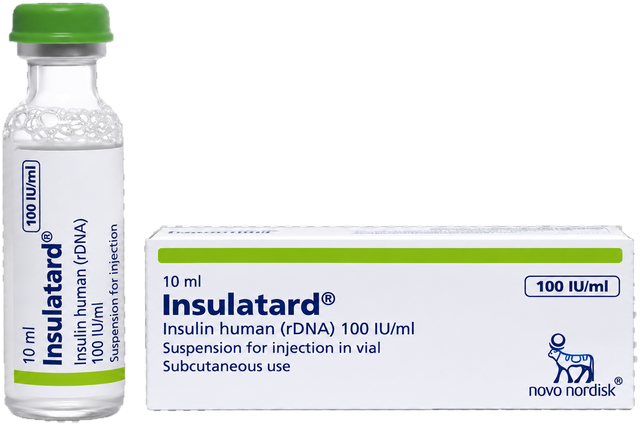 100 IU/ml
10 ml
Insulatard®
Insulin human (rDNA)
100 IU/ml
Suspension for injection
10 ml
Insulatard®
Insulin human (rDNA) 100 IU/ml
Suspension for injection in vial
Subcutaneous use
100 IU/ml
novo nordisk®